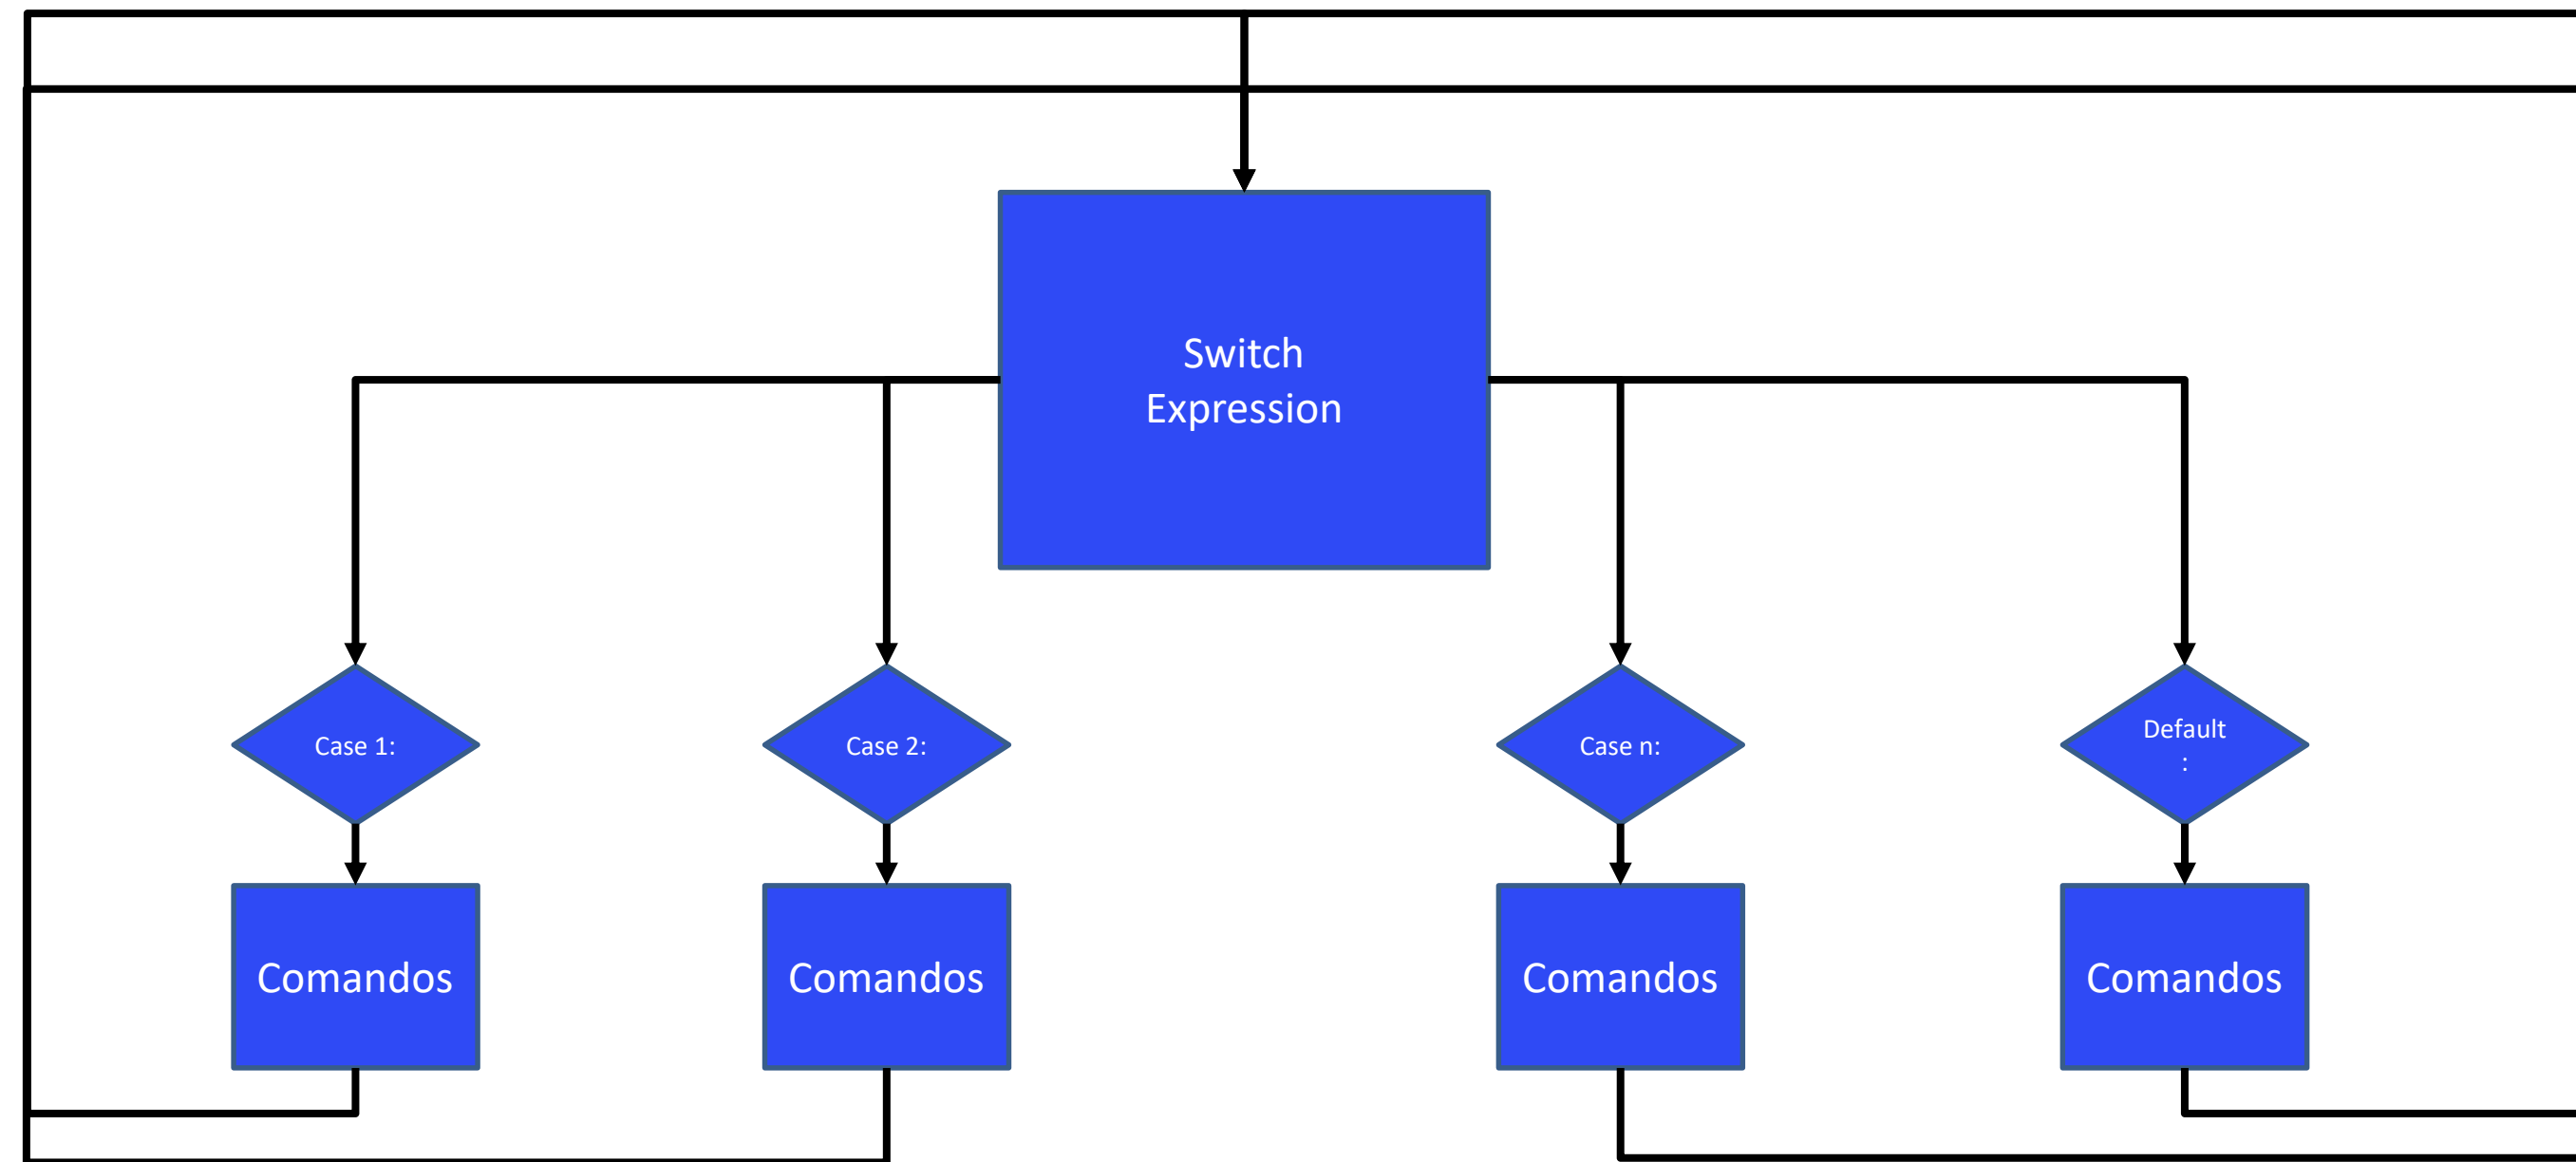 Switch
Expression
Case 1:
Case 2:
Case n:
Default
:
Comandos
Comandos
Comandos
Comandos